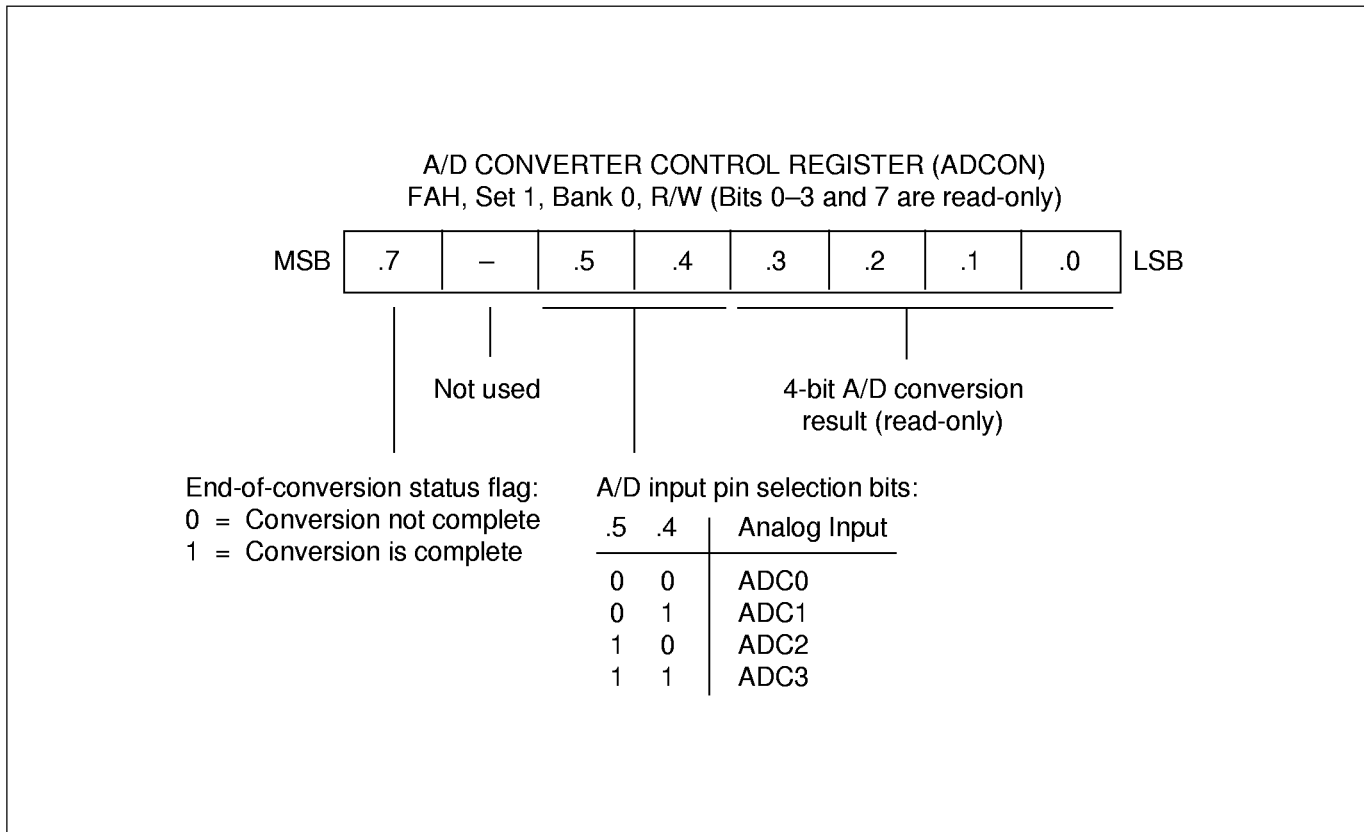 A/D CONVERTER CONTROL REGISTER (ADCON)
FAH, Set 1, Bank 0, R/W (Bits 0–3 and 7 are read-only)
MSB .7 – .5 .4 .3 .2 .1 .0 LSB
Not used
4-bit A/D conversion
result (read-only)
End-of-conversion status flag:
0 = Conversion not complete
1 = Conversion is complete
A/D input pin selection bits:
.5 .4 Analog Input
0 0 ADC0
0 1 ADC1
1 0 ADC2
1 1 ADC3